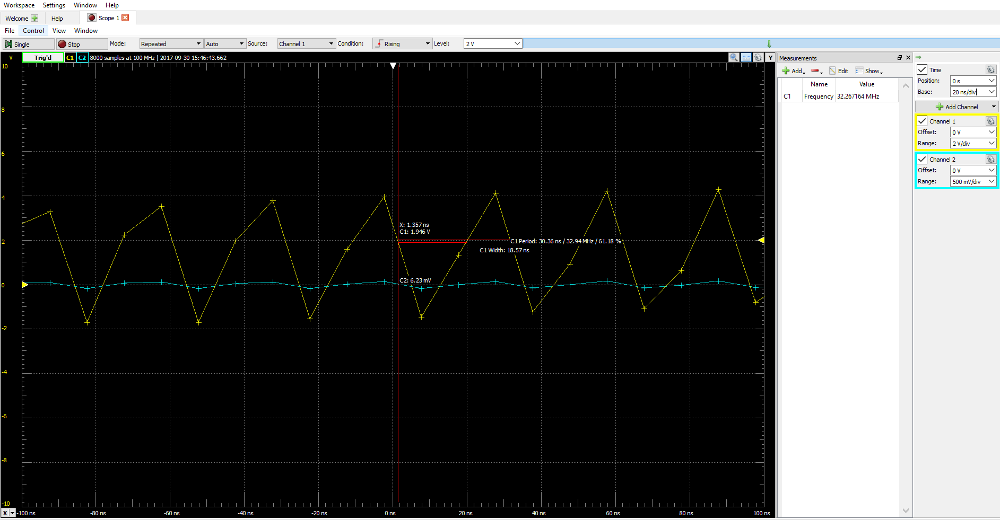 Workspace Settings Window Help
Welcome Help Scope 1
File Control View Window
Single Stop Mode: Repeated Auto Source: Channel 1 Condition: Rising Level: 2 V
V Trig'd C1 C2 8000 samples at 100 MHz | 2017-09-30 15:46:43.662 Y
10
8
6
4
2
0
-2
-4
-6
-8
-10
X: 1.357 ns
C1: 1.946 V
C1 Period: 30.36 ns / 32.94 MHz / 61.18 %
C1 Width: 18.57 ns
C2: 6.23 mV
X -100 ns -80 ns -60 ns -40 ns -20 ns 0 ns 20 ns 40 ns 60 ns 80 ns 100 ns
Measurements
Add Edit Show
Name Value
C1 Frequency 32.267164 MHz
Time
Position: 0 s
Base: 20 ns/div
Add Channel
Channel 1
Offset: 0 V
Range: 2 V/div
Channel 2
Offset: 0 V
Range: 500 mV/div